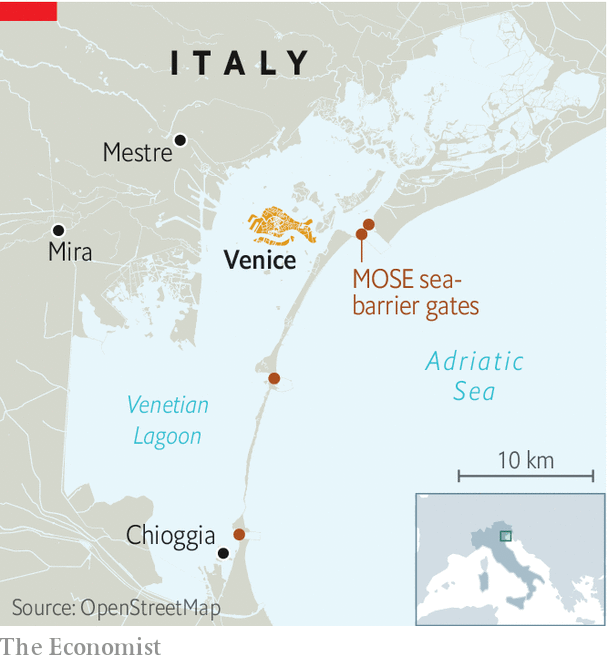 ITALY
Mestre
Mira
Venice
MOSE sea-
barrier gates
Adriatic
Sea
Venetian
Lagoon
10 km
Chioggia
Source: OpenStreetMap
The Economist